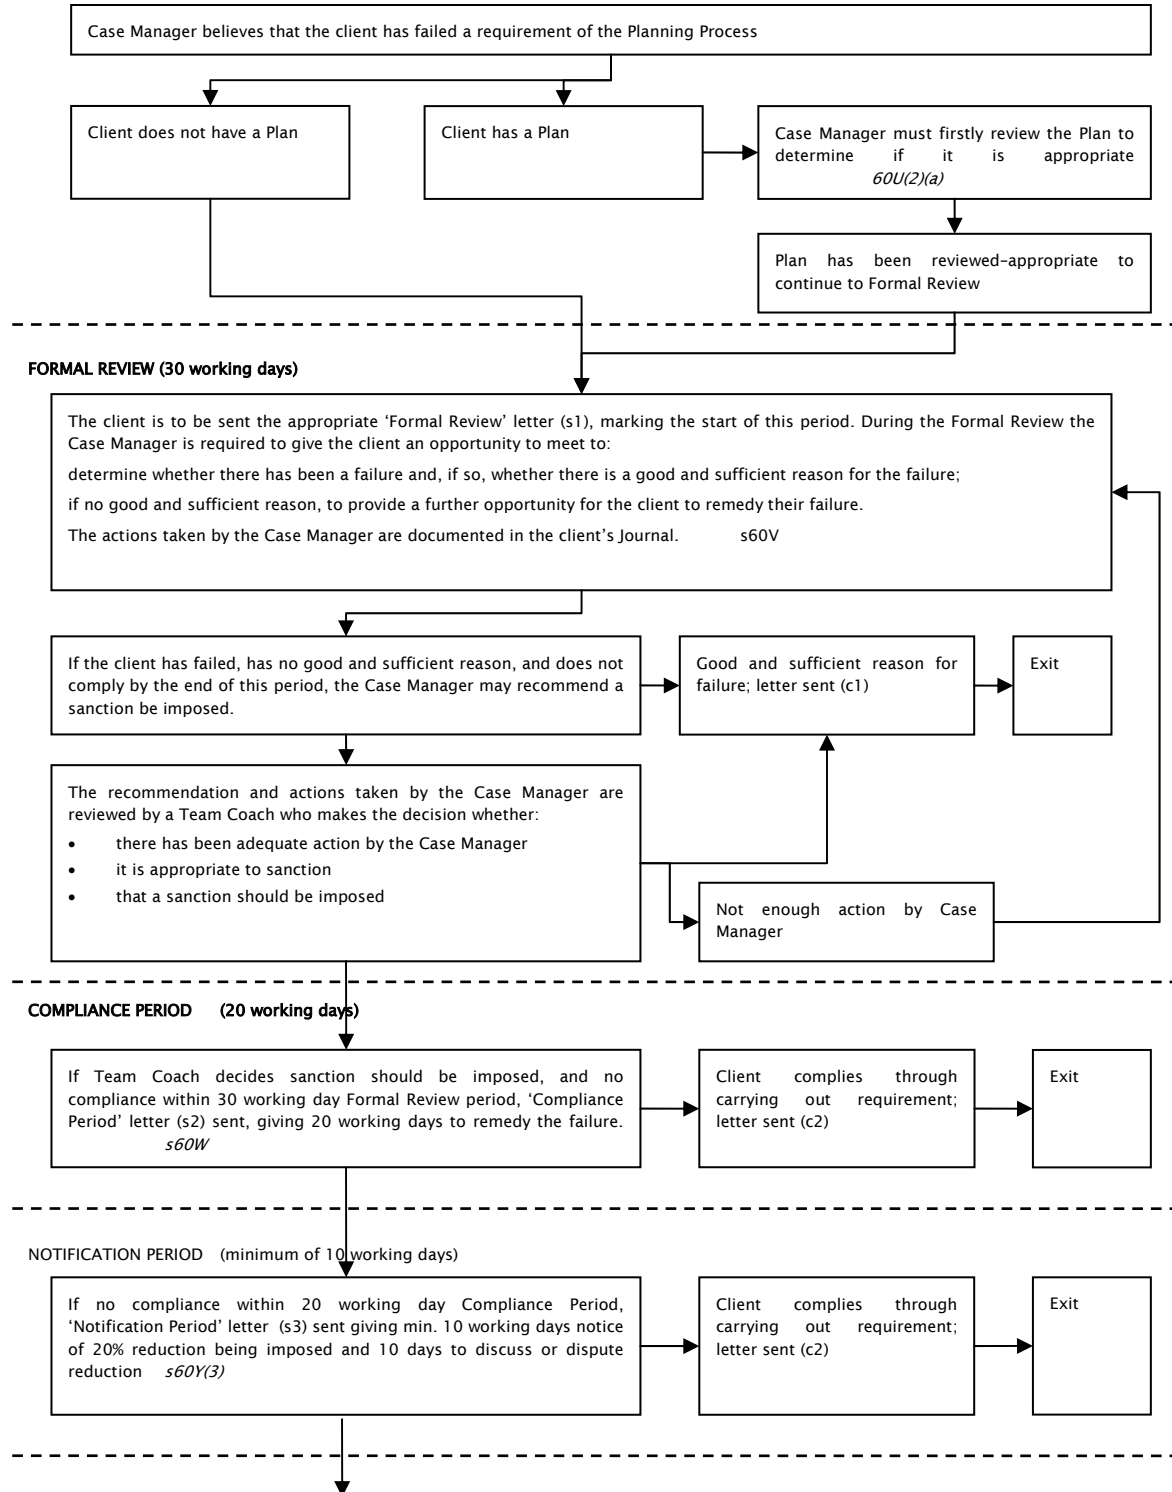 Case Manager believes that the client has failed a requirement of the Planning Process
Client does not have a Plan
Client has a Plan
Case Manager must firstly review the Plan to
determine if it is appropriate
60U(2)(a)
Plan has been reviewed–appropriate to
continue to Formal Review
FORMAL REVIEW (30 working days)
The client is to be sent the appropriate ‘Formal Review’ letter (s1), marking the start of this period. During the Formal Review the
Case Manager is required to give the client an opportunity to meet to:
determine whether there has been a failure and, if so, whether there is a good and sufficient reason for the failure;
if no good and sufficient reason, to provide a further opportunity for the client to remedy their failure.
The actions taken by the Case Manager are documented in the client’s Journal. s60V
If the client has failed, has no good and sufficient reason, and does not
comply by the end of this period, the Case Manager may recommend a
sanction be imposed.
Good and sufficient reason for
failure; letter sent (c1)
Exit
The recommendation and actions taken by the Case Manager are
reviewed by a Team Coach who makes the decision whether:
• there has been adequate action by the Case Manager
• it is appropriate to sanction
• that a sanction should be imposed
Not enough action by Case
Manager
COMPLIANCE PERIOD (20 working days)
If Team Coach decides sanction should be imposed, and no
compliance within 30 working day Formal Review period, ‘Compliance
Period’ letter (s2) sent, giving 20 working days to remedy the failure.
s60W
Client complies through
carrying out requirement;
letter sent (c2)
Exit
NOTIFICATION PERIOD (minimum of 10 working days)
If no compliance within 20 working day Compliance Period,
‘Notification Period’ letter (s3) sent giving min. 10 working days notice
of 20% reduction being imposed and 10 days to discuss or dispute
reduction s60Y(3)
Client complies through
carrying out requirement;
letter sent (c2)
Exit